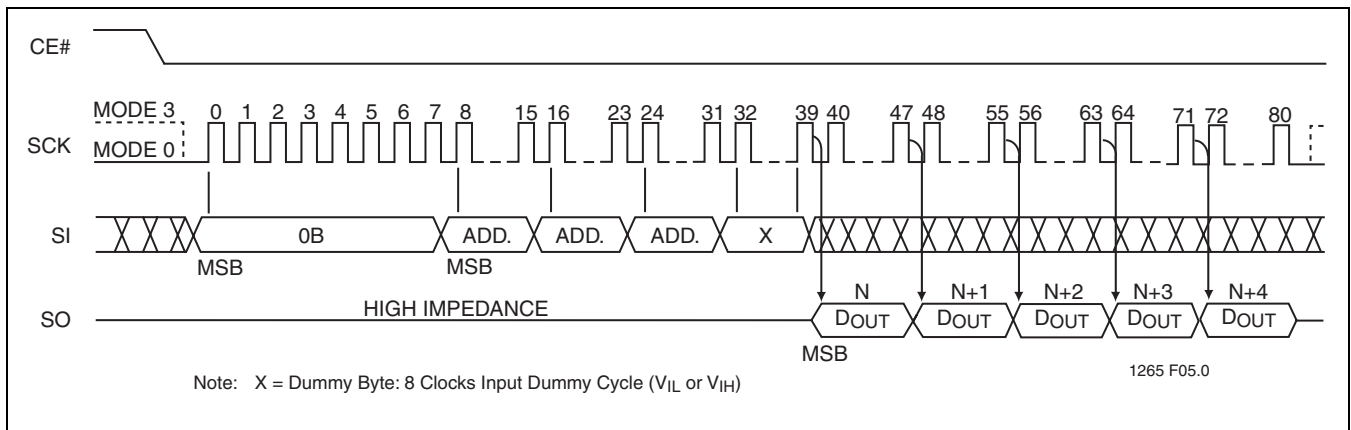 CE#
MODE 3 0 1 2 3 4 5 6 7 8 15 16 23 24 31 32 39 40 47 48 55 56 63 64 71 72 80
SCK
MODE 0
SI 0B ADD. ADD. ADD. X
MSB MSB
N N+1 N+2 N+3 N+4
SO HIGH IMPEDANCE DOUT DOUT DOUT DOUT DOUT
MSB
1265 F05.0
Note: X = Dummy Byte: 8 Clocks Input Dummy Cycle (VIL or VIH)